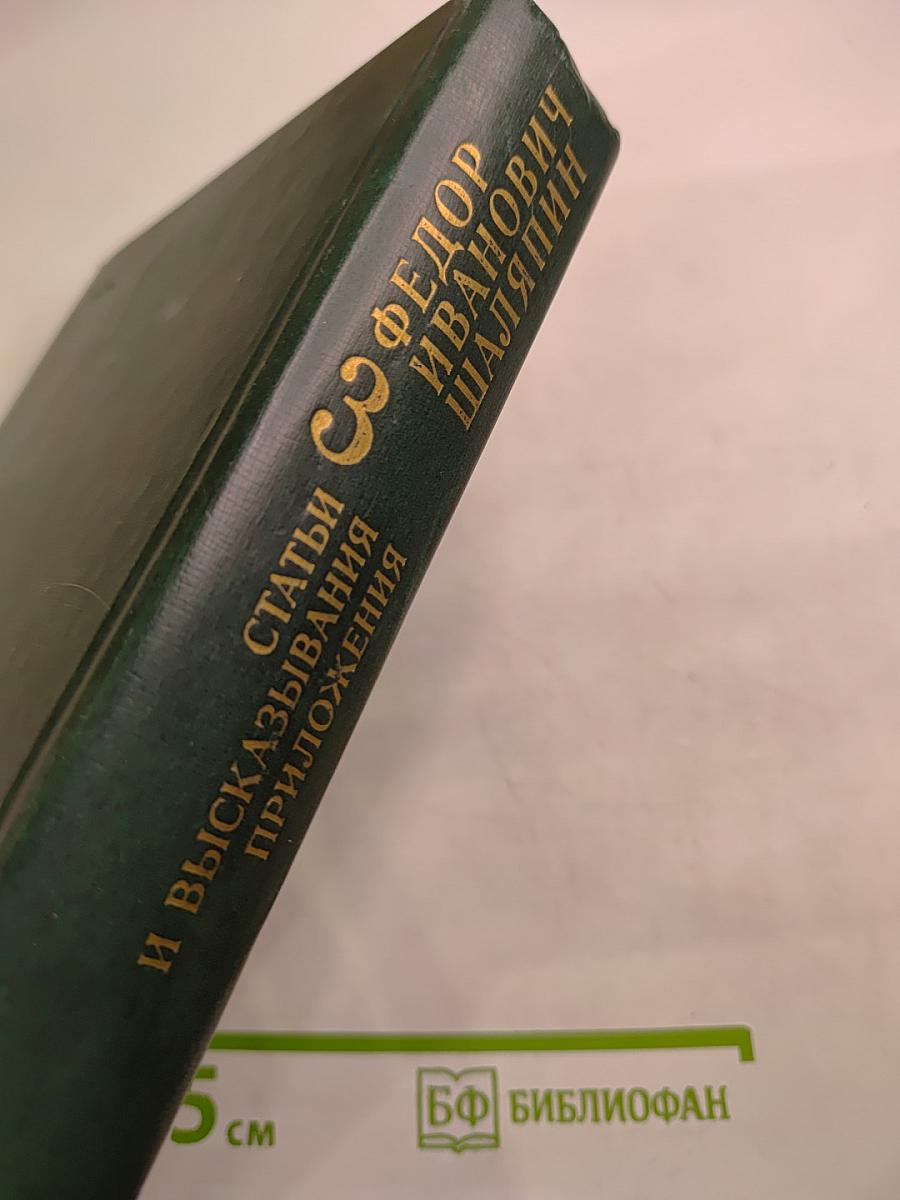 ФЕДОР
ИВАНОВИЧ
ШАЛЯПИН
3
СТАТЬИ
И ВЫСКАЗЫВАНИЯ
ПРИЛОЖЕНИЯ
5 см
БФ БИБЛИОФАН